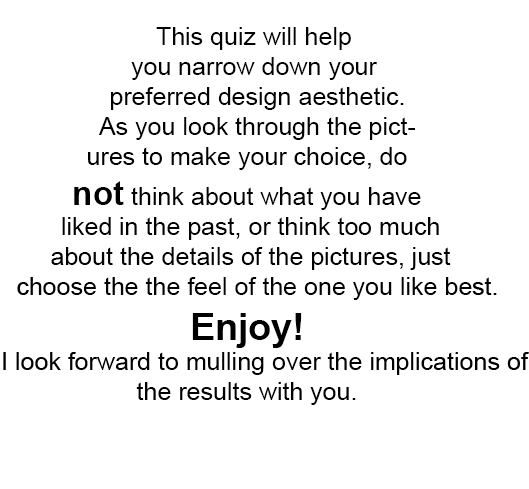 This quiz will help
you narrow down your
preferred design aesthetic.
As you look through the pict-
ures to make your choice, do
not think about what you have
liked in the past, or think too much
about the details of the pictures, just
choose the the feel of the one you like best.
Enjoy!
I look forward to mulling over the implications of
the results with you.